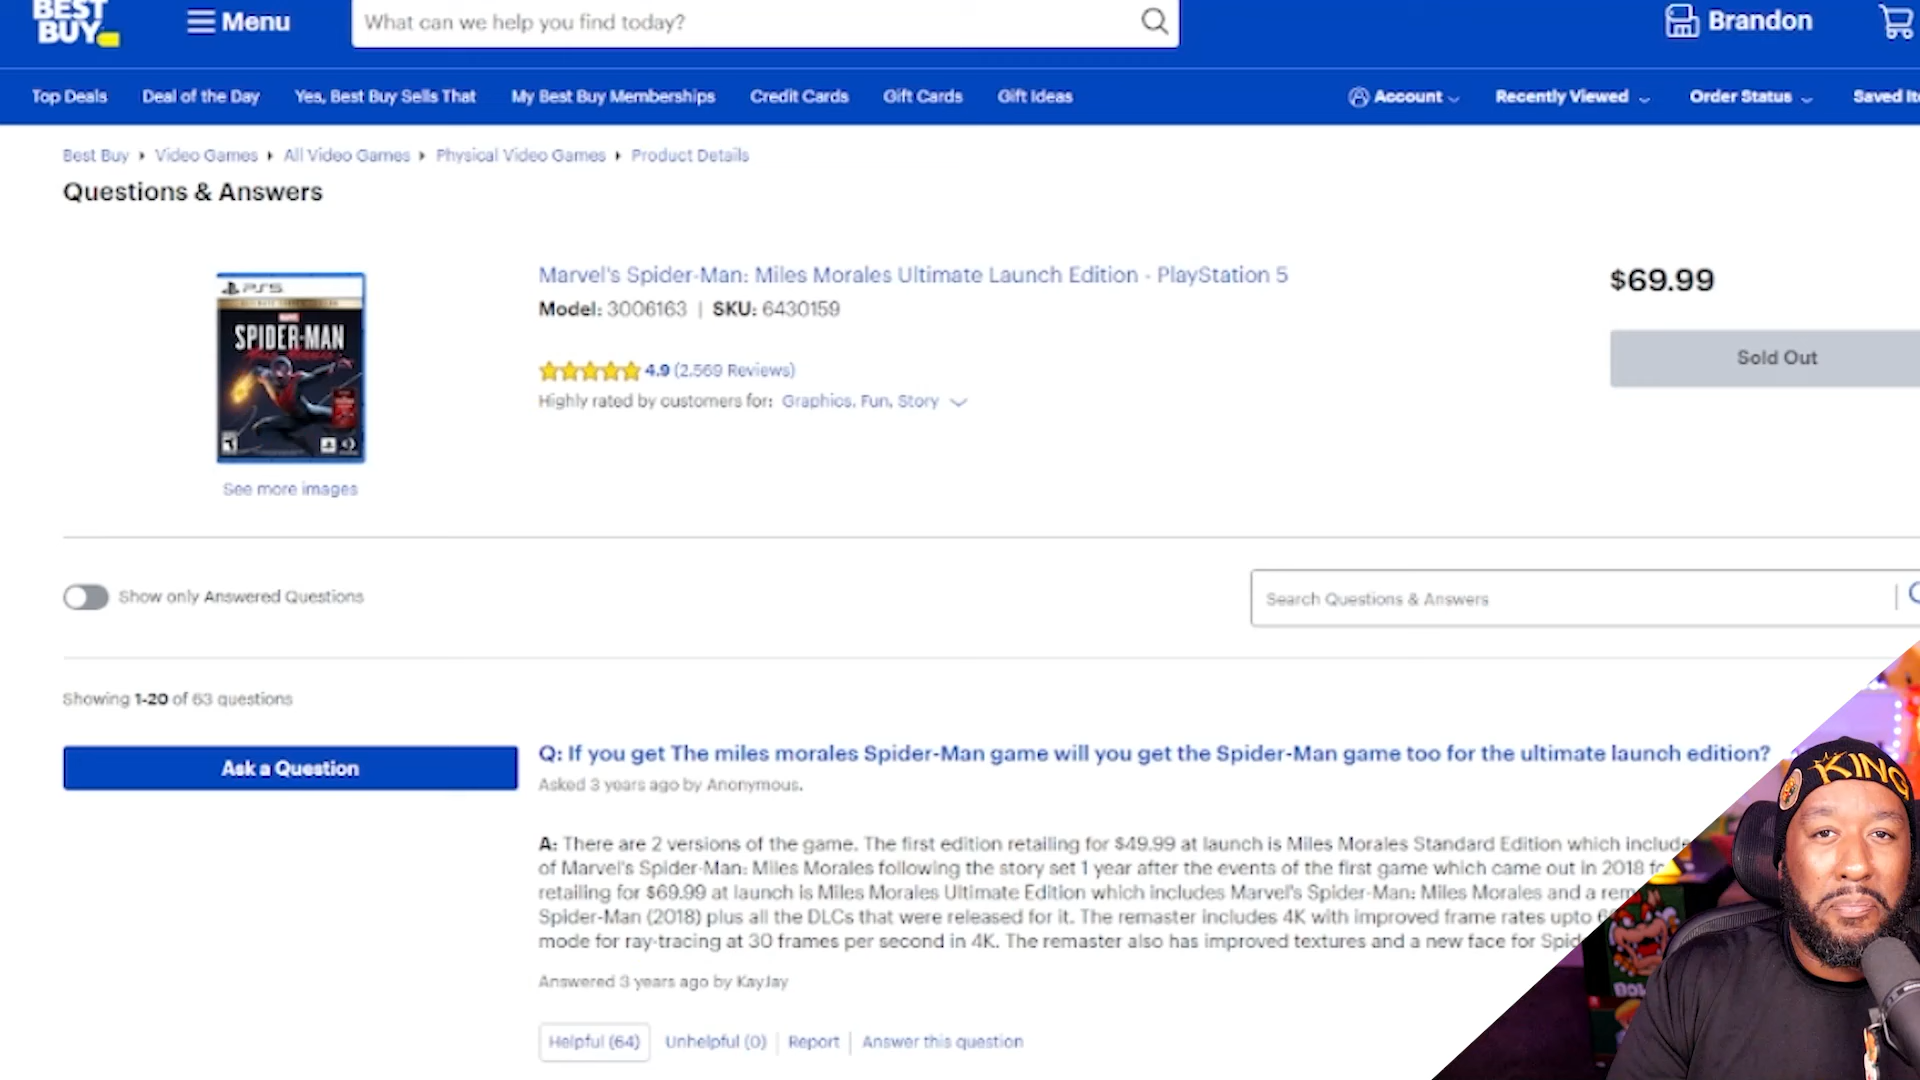 BEST BUY
Menu
What can we help you find today?
Brandon
Top Deals
Deal of the Day
Yes, Best Buy Sells That
My Best Buy Memberships
Credit Cards
Gift Cards
Gift Ideas
Account
Recently Viewed
Order Status
Saved
Best Buy
Video Games
All Video Games
Physical Video Games
Product Details
Questions & Answers
PS5
MARVEL
SPIDER-MAN
See more images
Marvel's Spider-Man: Miles Morales Ultimate Launch Edition - PlayStation 5
Model: 3006163 | SKU: 6430159
4.9 (2,569 Reviews)
Highly rated by customers for: Graphics, Fun, Story
$69.99
Sold Out
Show only Answered Questions
Search Questions & Answers
Showing 1-20 of 63 questions
Ask a Question
Q: If you get The miles morales Spider-Man game will you get the Spider-Man game too for the ultimate launch edition?
Asked 3 years ago by Anonymous.
A: There are 2 versions of the game. The first edition retailing for $49.99 at launch is Miles Morales Standard Edition which include
of Marvel's Spider-Man: Miles Morales following the story set 1 year after the events of the first game which came out in 2018
retailing for $69.99 at launch is Miles Morales Ultimate Edition which includes Marvel's Spider-Man: Miles Morales and a rem
Spider-Man (2018) plus all the DLCs that were released for it. The remaster includes 4K with improved frame rates upto
mode for ray-tracing at 30 frames per second in 4K. The remaster also has improved textures and a new face for Spid
Answered 3 years ago by KayJay
Helpful (64)
Unhelpful (0)
Report
Answer this question
KING